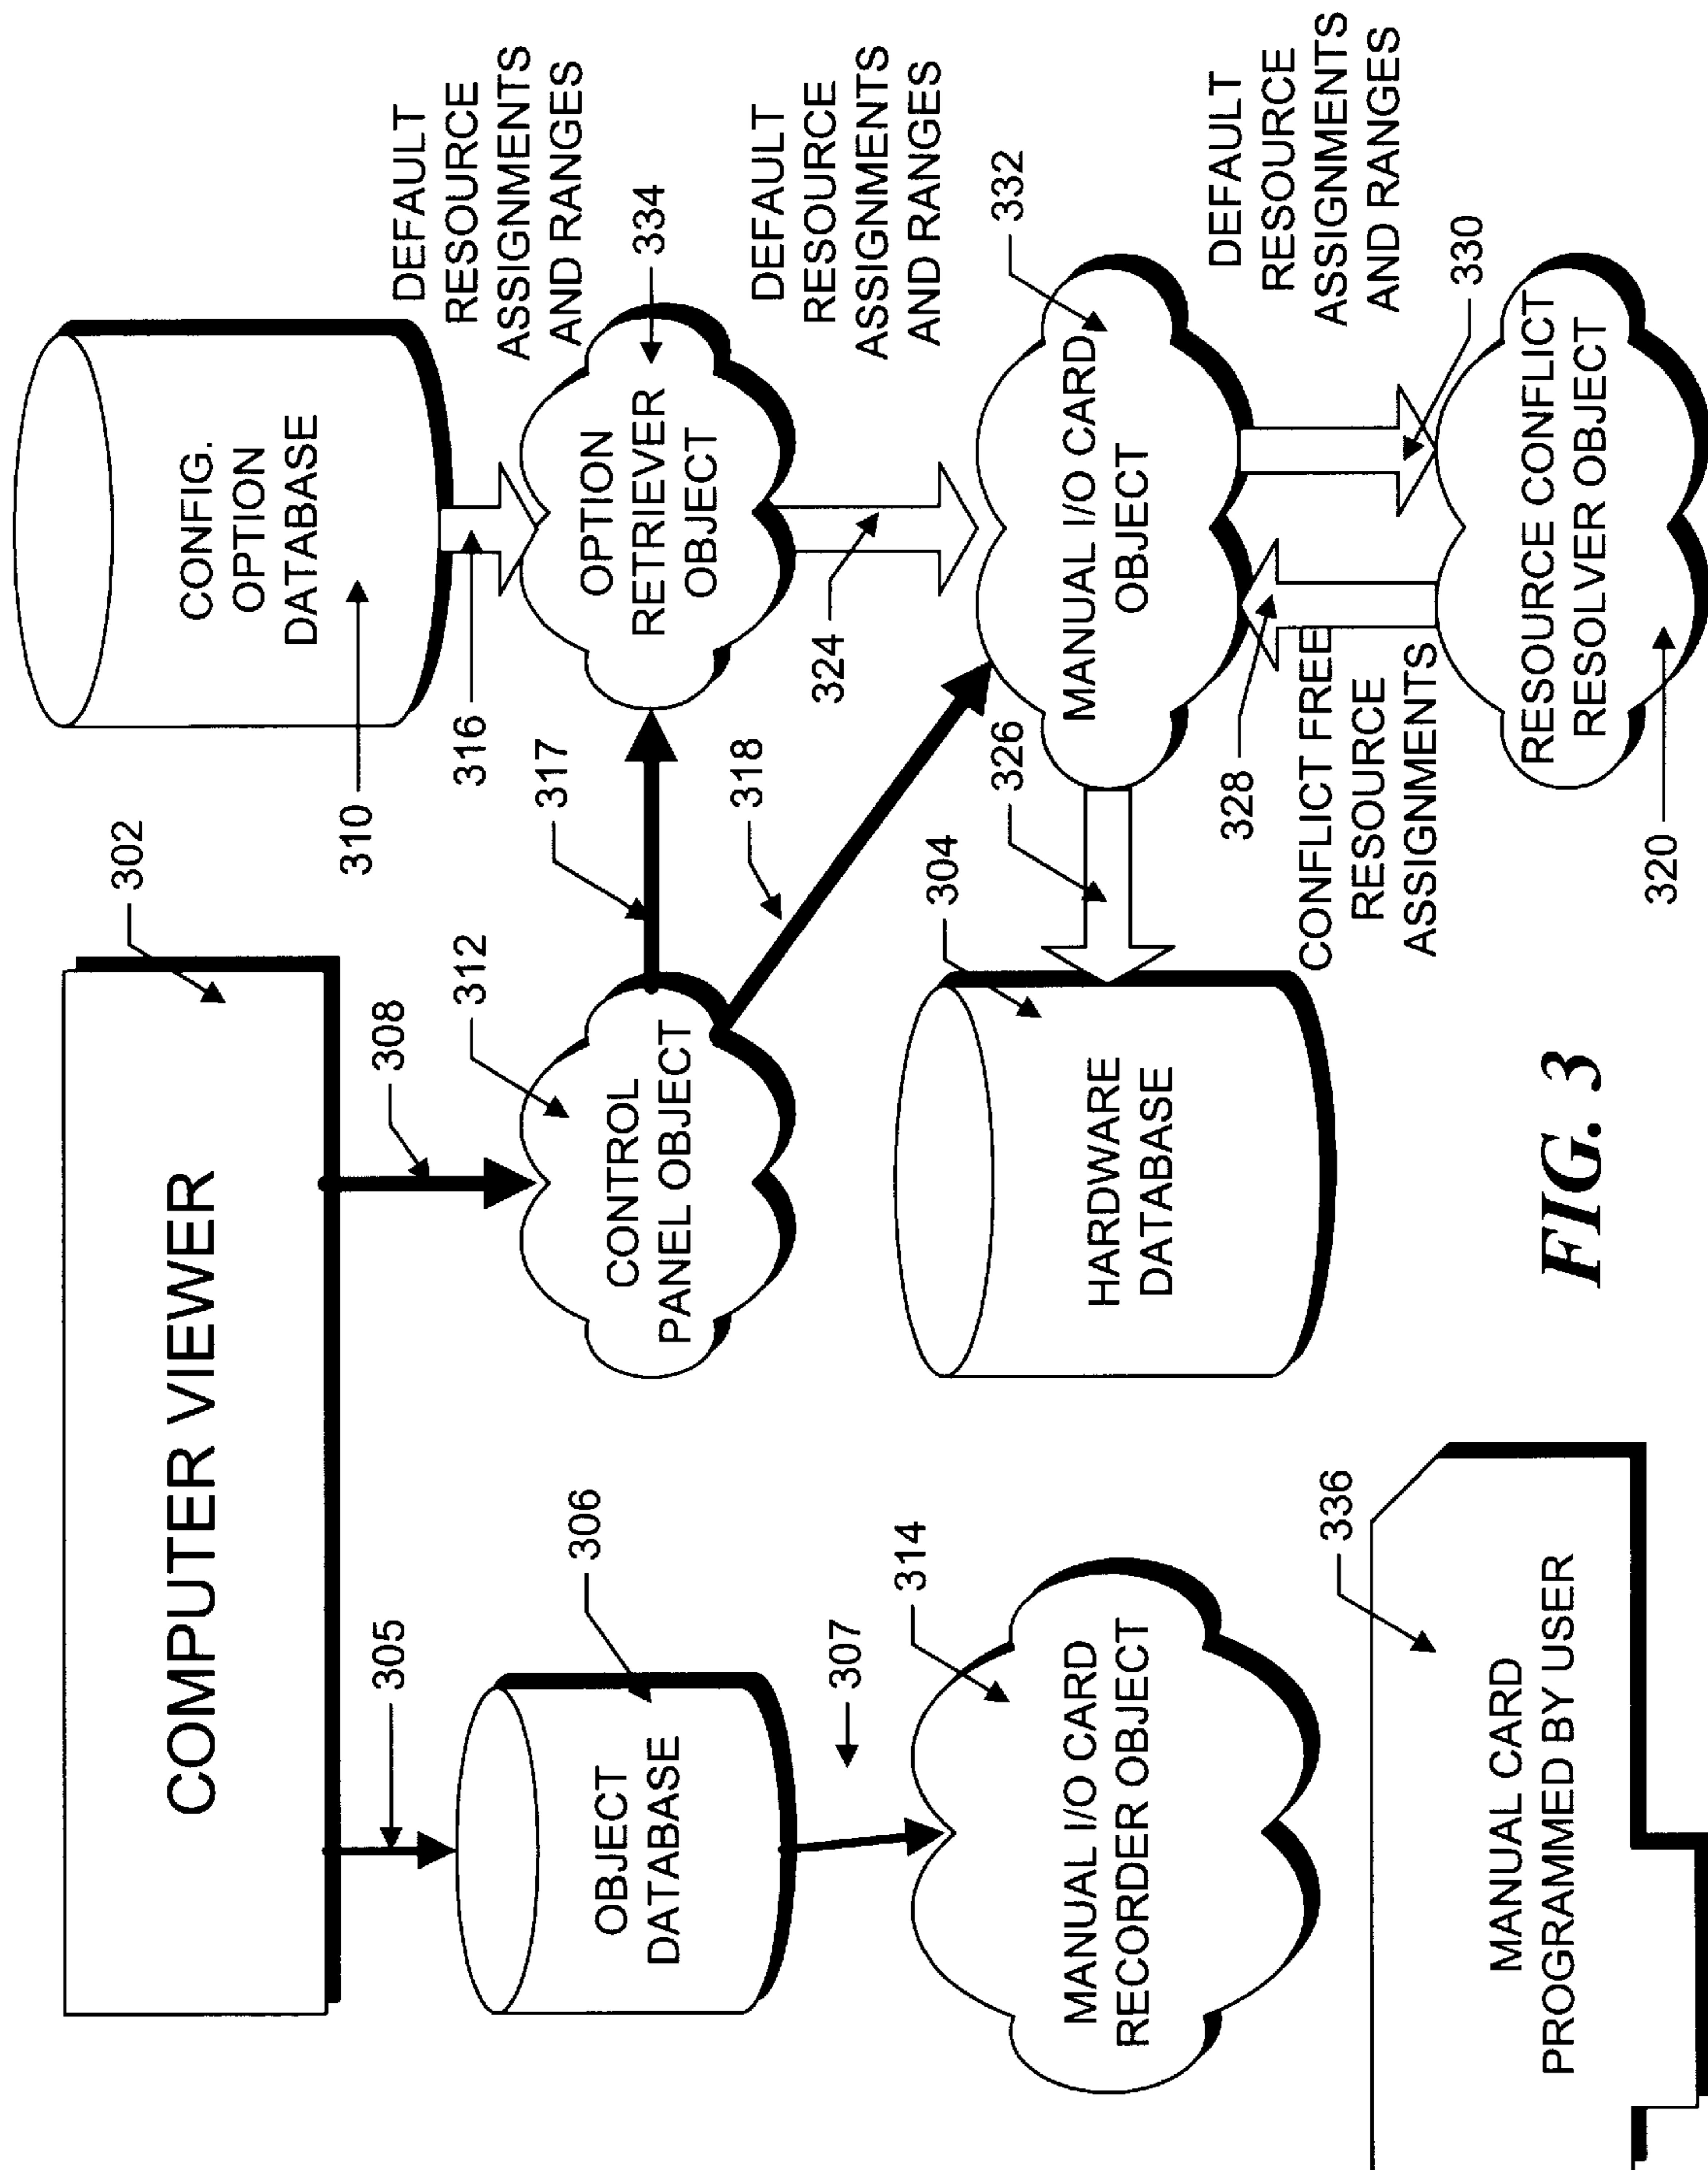 COMPUTER VIEWER
302
305
308
OBJECT
DATABASE
306
307
MANUAL I/O CARD
RECORDER OBJECT
314
MANUAL CARD
PROGRAMMED BY USER
336
CONTROL
PANEL OBJECT
312
317
318
HARDWARE
DATABASE
304
326
CONFIG.
OPTION
DATABASE
310
316
DEFAULT
RESOURCE
ASSIGNMENTS
AND RANGES
OPTION
RETRIEVER
OBJECT
334
324
DEFAULT
RESOURCE
ASSIGNMENTS
AND RANGES
MANUAL I/O CARD
OBJECT
332
328
CONFLICT FREE
RESOURCE
ASSIGNMENTS
DEFAULT
RESOURCE
ASSIGNMENTS
AND RANGES
330
RESOURCE CONFLICT
RESOLVER OBJECT
320
FIG. 3